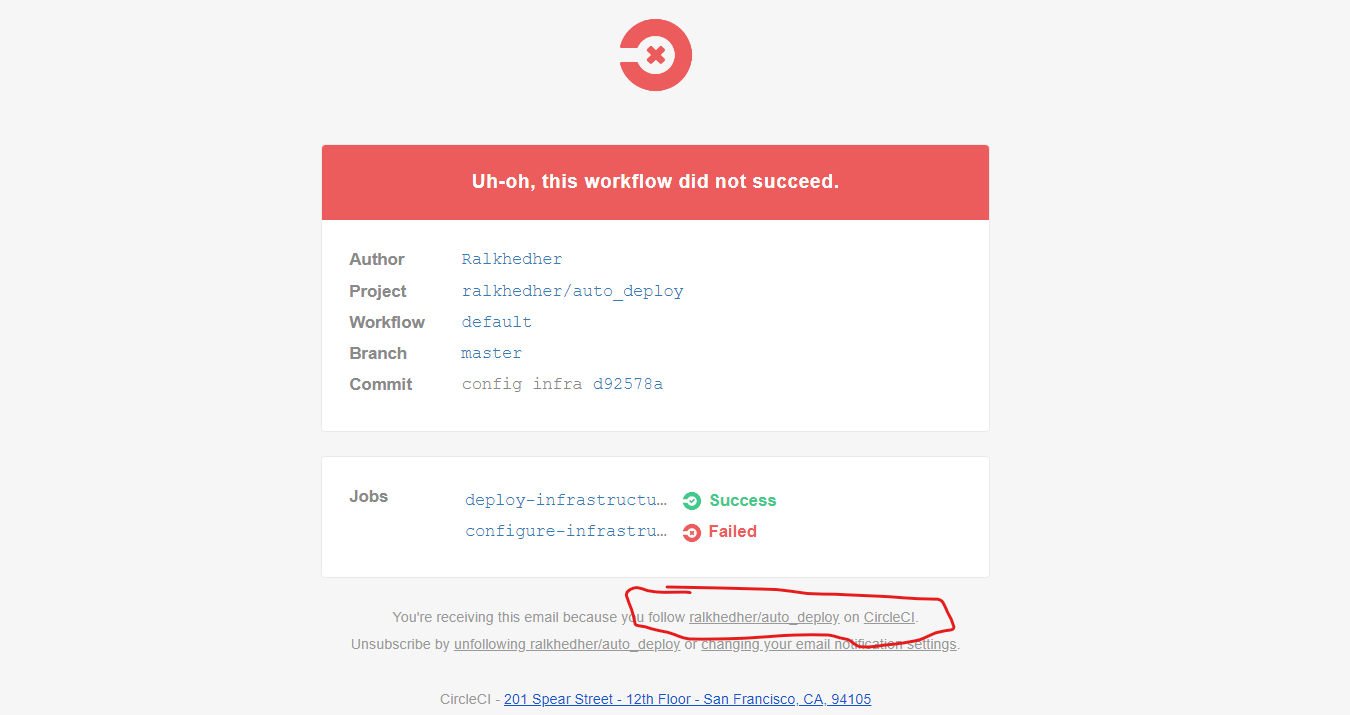 Uh-oh, this workflow did not succeed.
Author Ralkhedher
Project ralkhedher/auto_deploy
Workflow default
Branch master
Commit config infra d92578a
Jobs deploy-infrastructu… Success
configure-infrastru… Failed
You're receiving this email because you follow ralkhedher/auto_deploy on CircleCI.
Unsubscribe by unfollowing ralkhedher/auto_deploy or changing your email notification settings.
CircleCI - 201 Spear Street - 12th Floor - San Francisco, CA, 94105